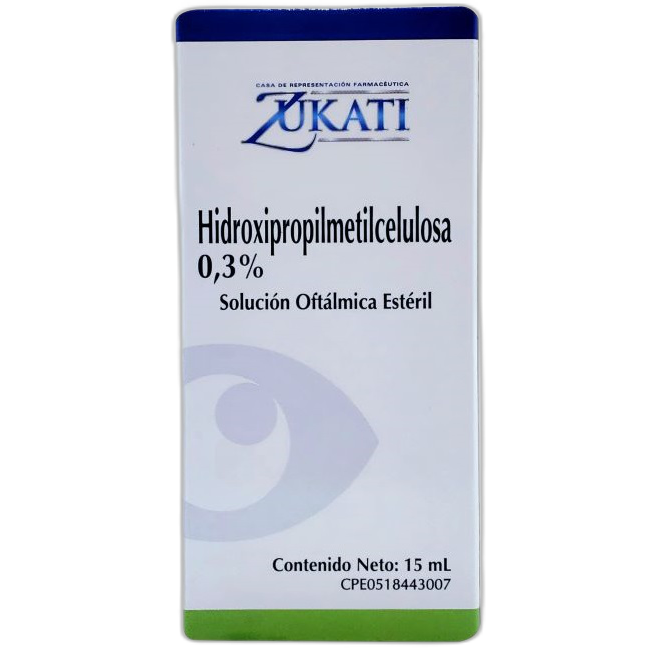 CASA DE REPRESENTACIÓN FARMACÉUTICA
ZUKATI
Hidroxipropilmetilcelulosa
0,3%
Solución Oftálmica Estéril
Contenido Neto: 15 mL
CPE0518443007